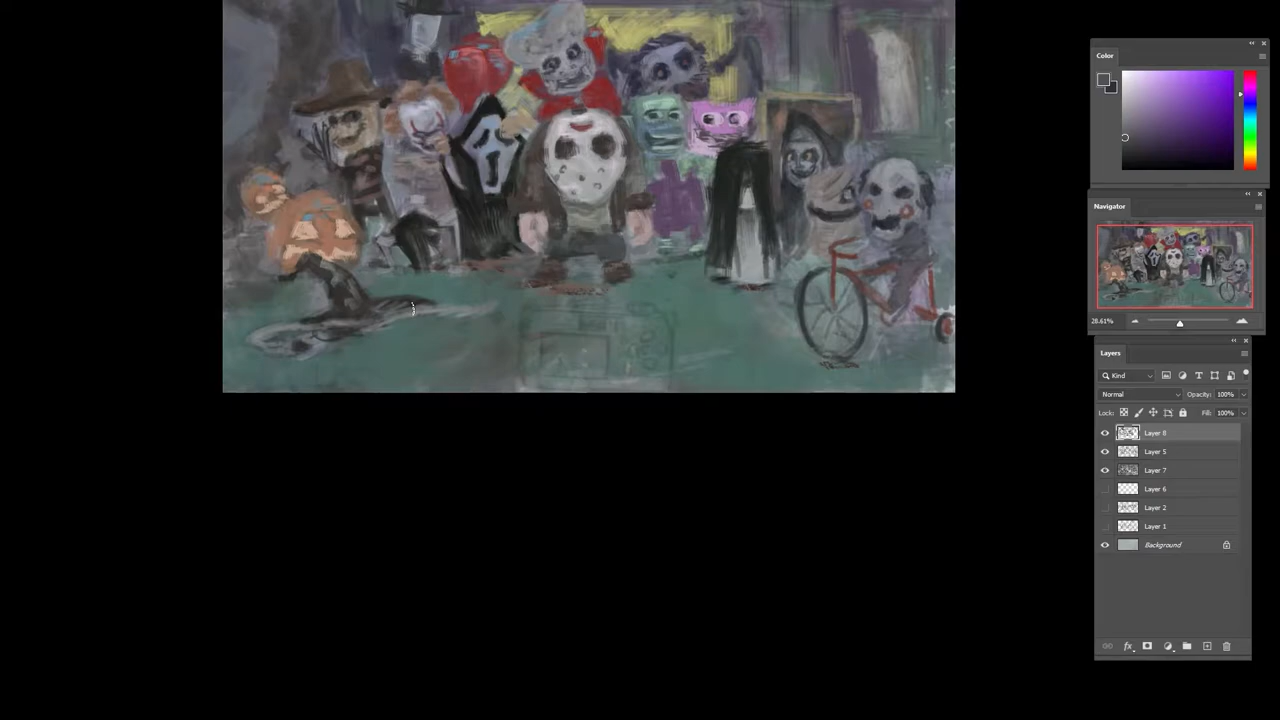 Color
Navigator
28.61%
Layers
Kind
Normal
Opacity: 100%
Lock:
Fill: 100%
Layer 8
Layer 5
Layer 7
Layer 6
Layer 2
Layer 1
Background
fx